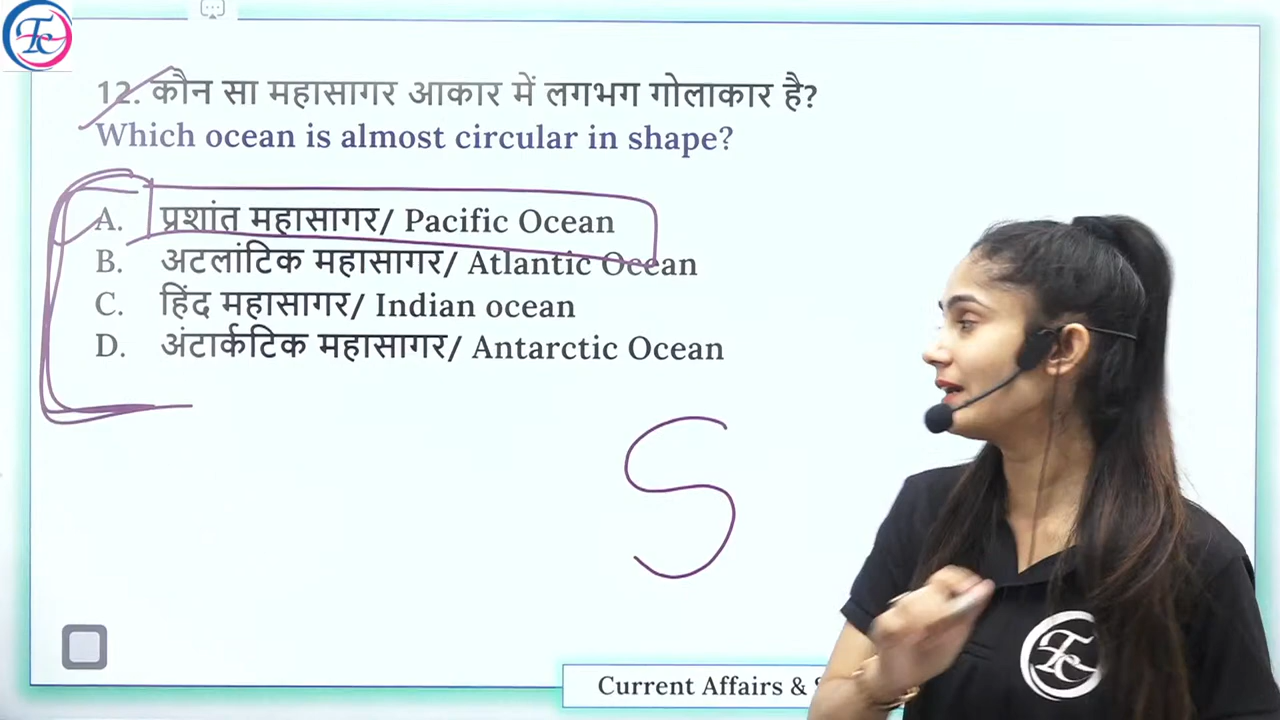 12. कौन सा महासागर आकार में लगभग गोलाकार है?
Which ocean is almost circular in shape?
A. प्रशांत महासागर/ Pacific Ocean
B. अटलांटिक महासागर/ Atlantic Ocean
C. हिंद महासागर/ Indian ocean
D. अंटार्कटिक महासागर/ Antarctic Ocean
S
Current Affairs &